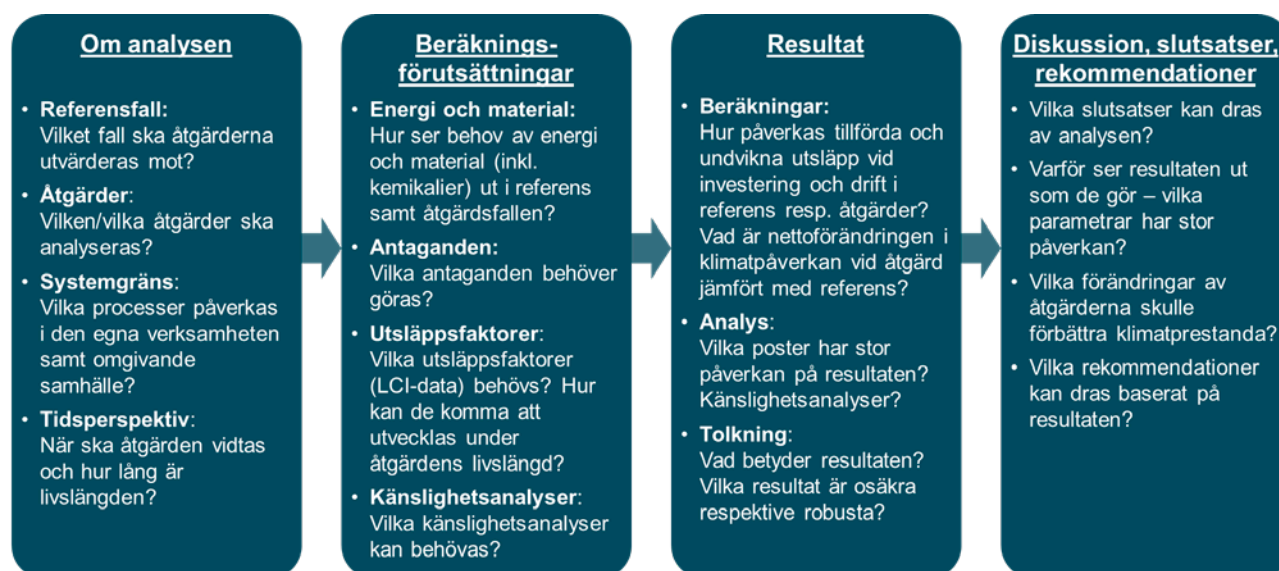 Om analysen
• Referensfall:
Vilket fall ska åtgärderna
utvärderas mot?
• Åtgärder:
Vilken/vilka åtgärder ska
analyseras?
• Systemgräns:
Vilka processer påverkas
i den egna verksamheten
samt omgivande
samhälle?
• Tidsperspektiv:
När ska åtgärden vidtas
och hur lång är
livslängden?
Beräknings-
förutsättningar
• Energi och material:
Hur ser behov av energi
och material (inkl.
kemikalier) ut i referens
samt åtgärdsfallen?
• Antaganden:
Vilka antaganden behöver
göras?
• Utsläppsfaktorer:
Vilka utsläppsfaktorer
(LCI-data) behövs? Hur
kan de komma att
utvecklas under
åtgärdens livslängd?
• Känslighetsanalyser:
Vilka känslighetsanalyser
kan behövas?
Resultat
• Beräkningar:
Hur påverkas tillförda och
undvikna utsläpp vid
investering och drift i
referens resp. åtgärder?
Vad är nettoförändringen i
klimatpåverkan vid åtgärd
jämfört med referens?
• Analys:
Vilka poster har stor
påverkan på resultaten?
Känslighetsanalyser?
• Tolkning:
Vad betyder resultaten?
Vilka resultat är osäkra
respektive robusta?
Diskussion, slutsatser,
rekommendationer
• Vilka slutsatser kan dras
av analysen?
• Varför ser resultaten ut
som de gör – vilka
parametrar har stor
påverkan?
• Vilka förändringar av
åtgärderna skulle
förbättra klimatprestanda?
• Vilka rekommendationer
kan dras baserat på
resultaten?